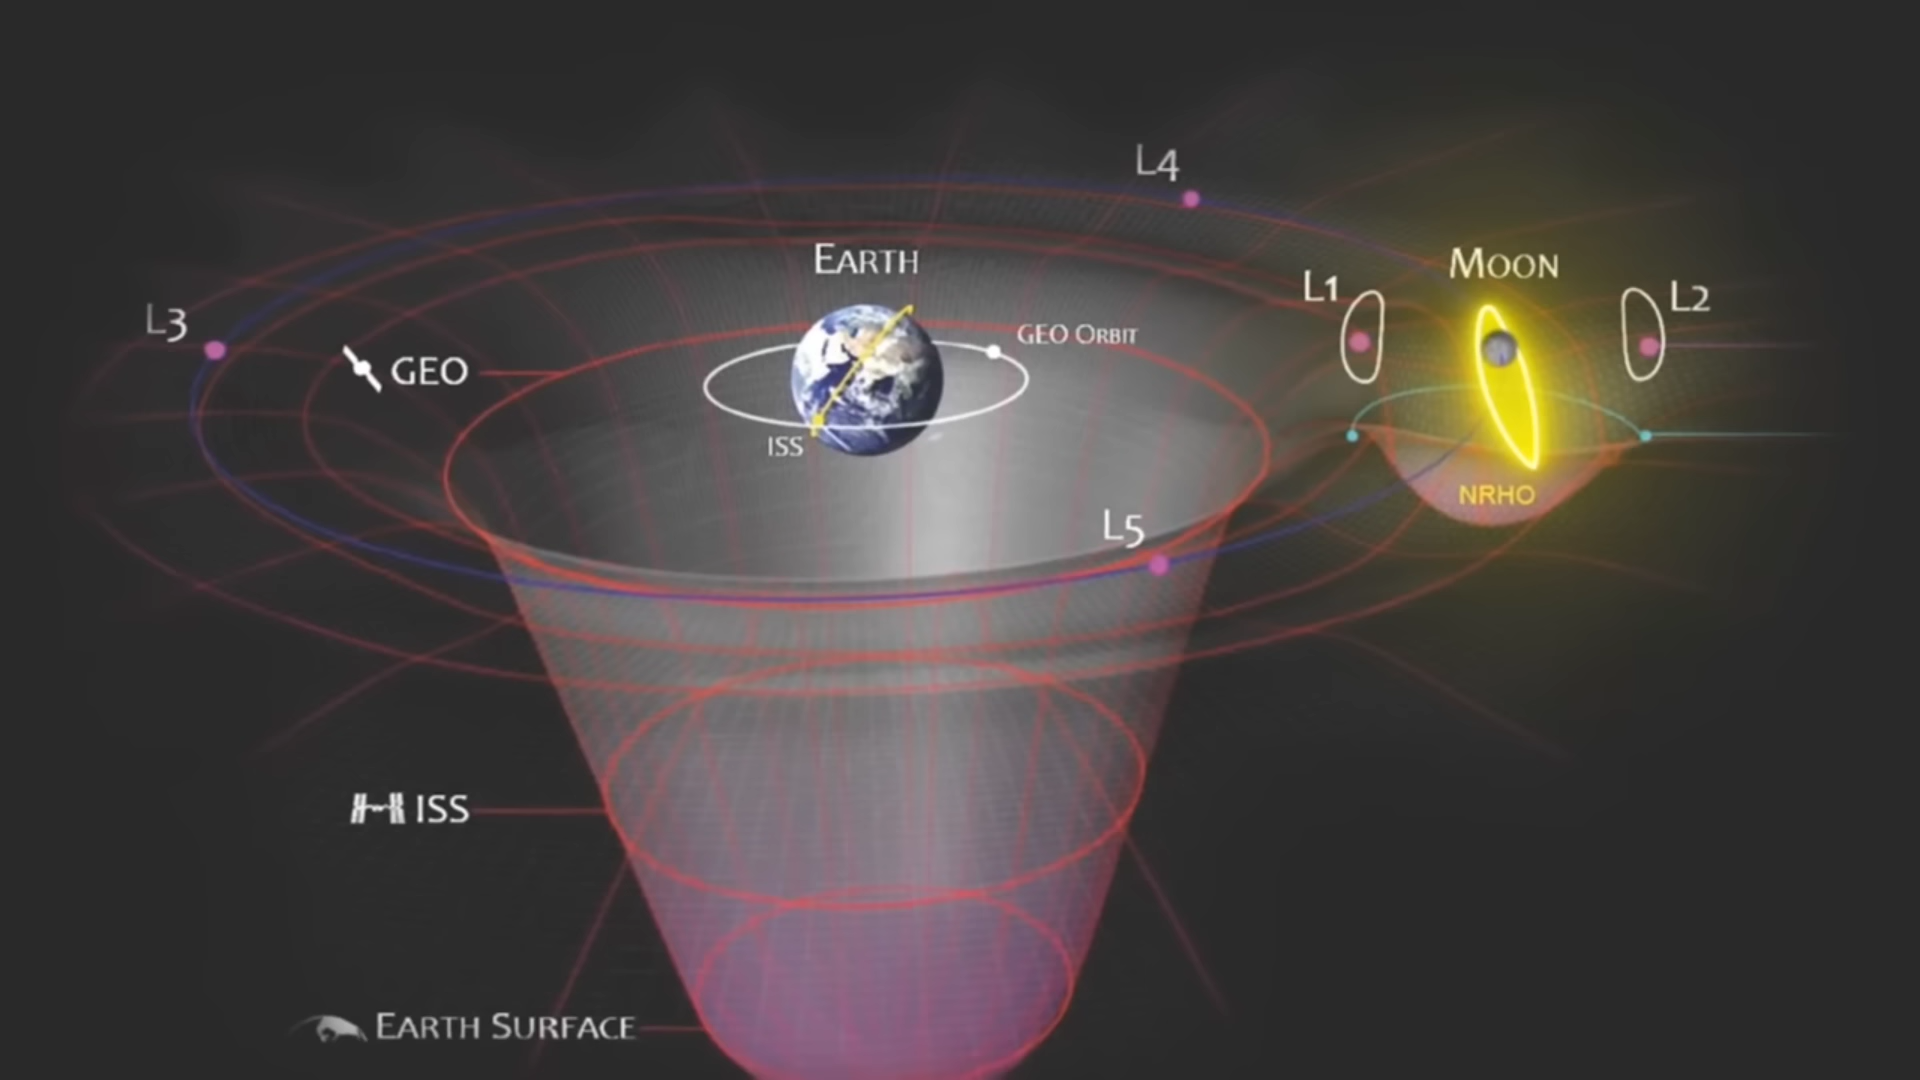 L4
EARTH
MOON
L1
L2
L3
GEO ORBIT
GEO
ISS
NRHO
L5
ISS
EARTH SURFACE